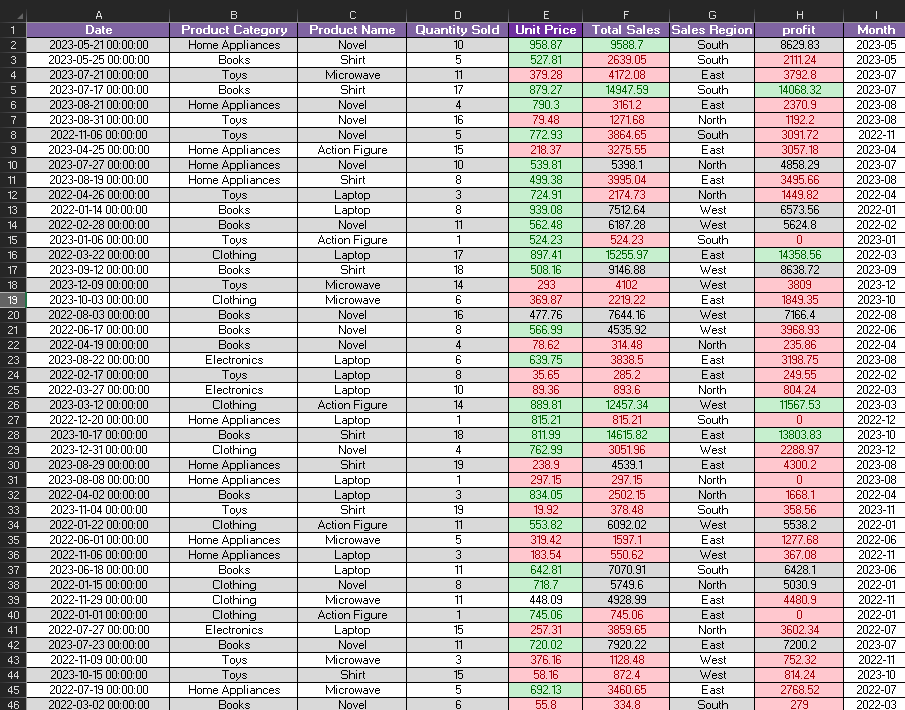 A B C D E F G H I
1 Date Product Category Product Name Quantity Sold Unit Price Total Sales Sales Region profit Month
2 2023-05-21 00:00:00 Home Appliances Novel 10 958.87 9588.7 South 8629.83 2023-05
3 2023-05-25 00:00:00 Books Shirt 5 527.81 2639.05 South 2111.24 2023-05
4 2023-07-21 00:00:00 Toys Microwave 11 379.28 4172.08 East 3792.8 2023-07
5 2023-07-17 00:00:00 Books Shirt 17 879.27 14947.59 South 14068.32 2023-07
6 2023-08-21 00:00:00 Home Appliances Novel 4 790.3 3161.2 East 2370.9 2023-08
7 2023-08-31 00:00:00 Toys Novel 16 79.48 1271.68 North 1192.2 2023-08
8 2022-11-06 00:00:00 Toys Novel 5 772.93 3864.65 South 3091.72 2022-11
9 2023-04-25 00:00:00 Home Appliances Action Figure 15 218.37 3275.55 East 3057.18 2023-04
10 2023-07-27 00:00:00 Home Appliances Novel 10 539.81 5398.1 North 4858.29 2023-07
11 2023-08-19 00:00:00 Home Appliances Shirt 8 499.38 3995.04 East 3495.66 2023-08
12 2022-04-26 00:00:00 Toys Laptop 3 724.91 2174.73 North 1449.82 2022-04
13 2022-01-14 00:00:00 Books Laptop 8 939.08 7512.64 West 6573.56 2022-01
14 2022-02-28 00:00:00 Books Novel 11 562.48 6187.28 West 5624.8 2022-02
15 2023-01-06 00:00:00 Toys Action Figure 1 524.23 524.23 South 0 2023-01
16 2022-03-22 00:00:00 Clothing Laptop 17 897.41 15255.97 East 14358.56 2022-03
17 2023-09-12 00:00:00 Books Shirt 18 508.16 9146.88 West 8638.72 2023-09
18 2023-12-09 00:00:00 Toys Microwave 14 293 4102 West 3809 2023-12
19 2023-10-03 00:00:00 Clothing Microwave 6 369.87 2219.22 East 1849.35 2023-10
20 2022-08-03 00:00:00 Books Novel 16 477.76 7644.16 West 7166.4 2022-08
21 2022-06-17 00:00:00 Books Novel 8 566.99 4535.92 West 3968.93 2022-06
22 2022-04-19 00:00:00 Books Novel 4 78.62 314.48 North 235.86 2022-04
23 2023-08-22 00:00:00 Electronics Laptop 6 639.75 3838.5 East 3198.75 2023-08
24 2022-02-17 00:00:00 Toys Laptop 8 35.65 285.2 East 249.55 2022-02
25 2022-03-27 00:00:00 Electronics Laptop 10 89.36 893.6 North 804.24 2022-03
26 2023-03-12 00:00:00 Clothing Action Figure 14 889.81 12457.34 West 11567.53 2023-03
27 2022-12-20 00:00:00 Home Appliances Laptop 1 815.21 815.21 South 0 2022-12
28 2023-10-17 00:00:00 Books Shirt 18 811.99 14615.82 East 13803.83 2023-10
29 2023-12-31 00:00:00 Clothing Novel 4 762.99 3051.96 West 2288.97 2023-12
30 2023-08-29 00:00:00 Home Appliances Shirt 19 238.9 4539.1 East 4300.2 2023-08
31 2023-08-08 00:00:00 Home Appliances Laptop 1 297.15 297.15 North 0 2023-08
32 2022-04-02 00:00:00 Books Laptop 3 834.05 2502.15 North 1668.1 2022-04
33 2023-11-04 00:00:00 Toys Shirt 19 19.92 378.48 South 358.56 2023-11
34 2022-01-22 00:00:00 Clothing Action Figure 11 553.82 6092.02 West 5538.2 2022-01
35 2022-06-01 00:00:00 Home Appliances Microwave 5 319.42 1597.1 East 1277.68 2022-06
36 2022-11-06 00:00:00 Home Appliances Laptop 3 183.54 550.62 West 367.08 2022-11
37 2023-06-18 00:00:00 Books Laptop 11 642.81 7070.91 South 6428.1 2023-06
38 2022-01-15 00:00:00 Clothing Novel 8 718.7 5749.6 North 5030.9 2022-01
39 2022-11-29 00:00:00 Clothing Microwave 11 448.09 4928.99 East 4480.9 2022-11
40 2022-01-01 00:00:00 Clothing Action Figure 1 745.06 745.06 East 0 2022-01
41 2022-07-27 00:00:00 Electronics Laptop 15 257.31 3859.65 North 3602.34 2022-07
42 2023-07-23 00:00:00 Books Novel 11 720.02 7920.22 East 7200.2 2023-07
43 2022-11-09 00:00:00 Toys Microwave 3 376.16 1128.48 West 752.32 2022-11
44 2023-10-15 00:00:00 Toys Shirt 15 58.16 872.4 West 814.24 2023-10
45 2022-07-19 00:00:00 Home Appliances Microwave 5 692.13 3460.65 East 2768.52 2022-07
46 2022-03-02 00:00:00 Books Novel 6 55.8 334.8 South 279 2022-03